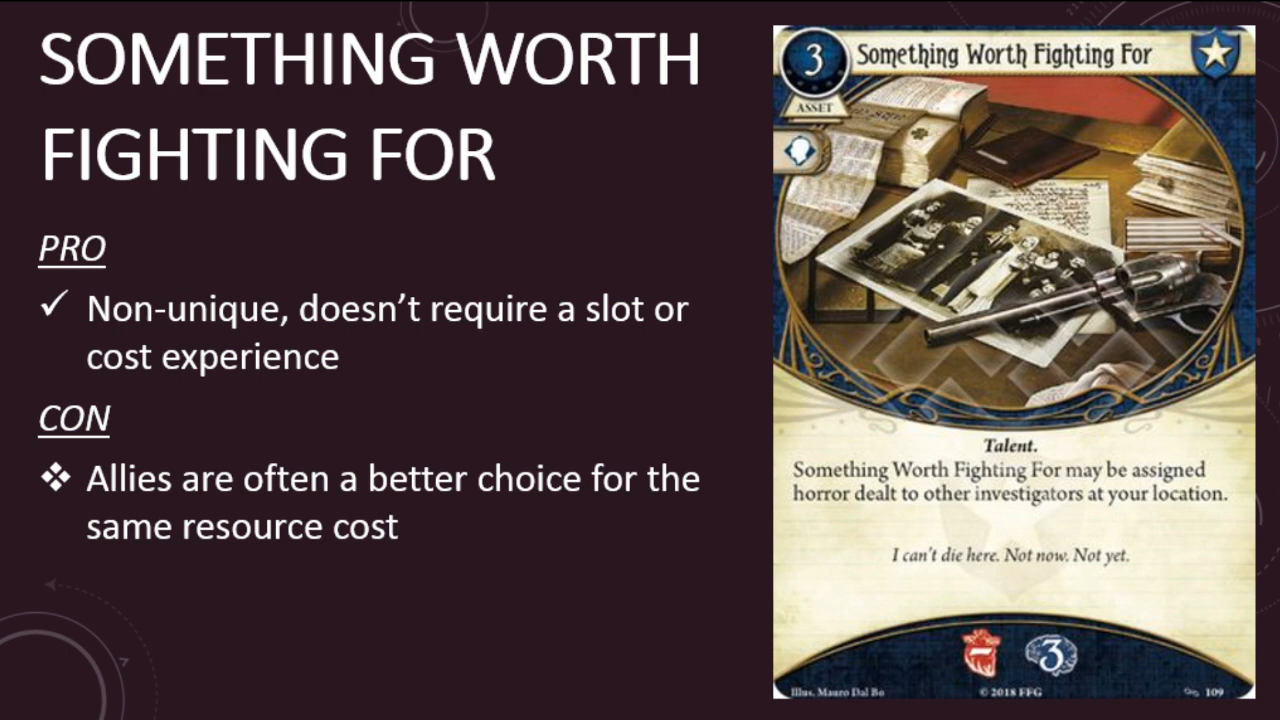 SOMETHING WORTH
FIGHTING FOR
PRO
Non-unique, doesn't require a slot or
cost experience
CON
Allies are often a better choice for the
same resource cost
3
Something Worth Fighting For
ASSET
Talent.
Something Worth Fighting For may be assigned
horror dealt to other investigators at your location.
I can't die here. Not now. Not yet.
–
3
Illus. Mauro Dal Bo
© 2018 FFG
109